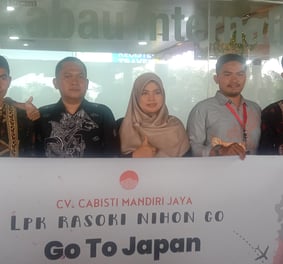 CV. CABISTI MANDIRI JAYA
LPK RASOKI NIHON GO
Go To Japan